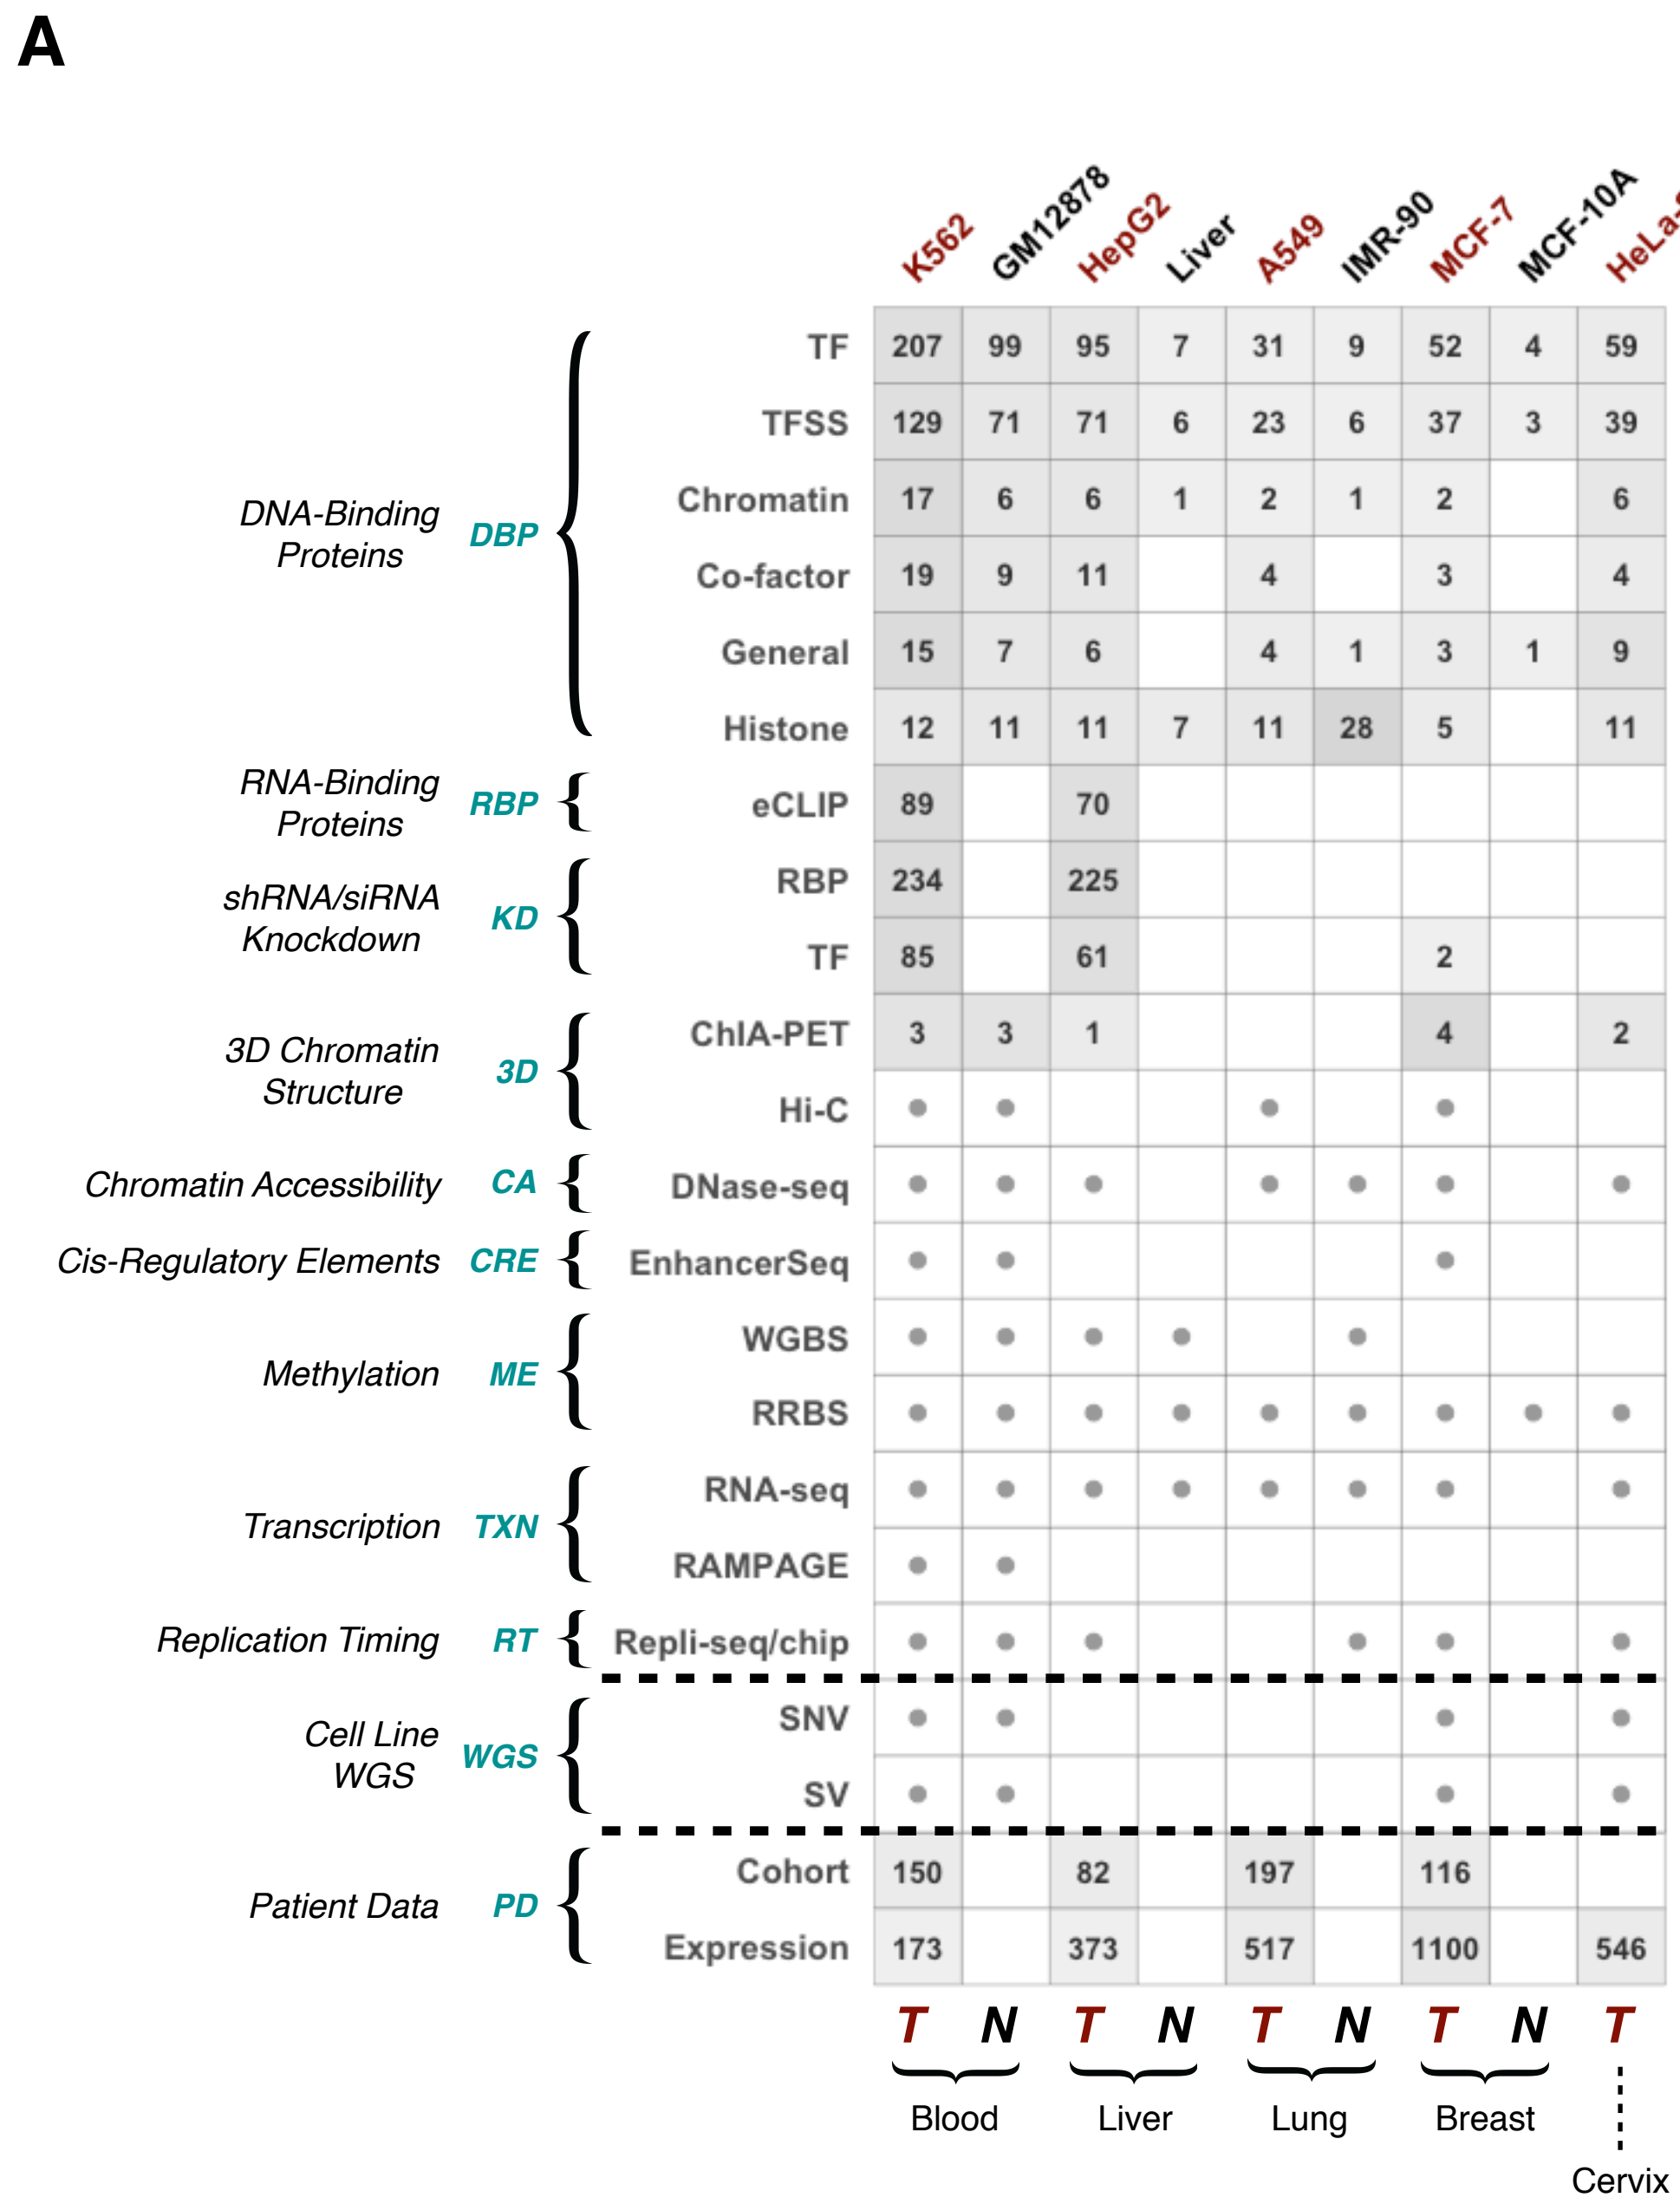 A
K562 GM12878 HepG2 Liver A549 IMR-90 MCF-7 MCF-10A
TF 207 99 95 7 31 9 52 4 59
TFSS 129 71 71 6 23 6 37 3 39
Chromatin 17 6 6 1 2 1 2 6
DNA-Binding
Proteins
DBP
Co-factor 19 9 11 4 3 4
General 15 7 6 4 1 3 1 9
Histone 12 11 11 7 11 28 5 11
RNA-Binding
Proteins
RBP
eCLIP 89 70
shRNA/siRNA
Knockdown
KD
RBP 234 225
TF 85 61 2
3D Chromatin
Structure
3D
ChIA-PET 3 3 1 4 2
Hi-C
Chromatin Accessibility CA DNase-seq
Cis-Regulatory Elements CRE EnhancerSeq
Methylation ME
WGBS
RRBS
Transcription TXN
RNA-seq
RAMPAGE
Replication Timing RT Repli-seq/chip
Cell Line
WGS
WGS
SNV
SV
Patient Data PD
Cohort 150 82 197 116
Expression 173 373 517 1100 546
T N T N T N T N T
Blood Liver Lung Breast
Cervix